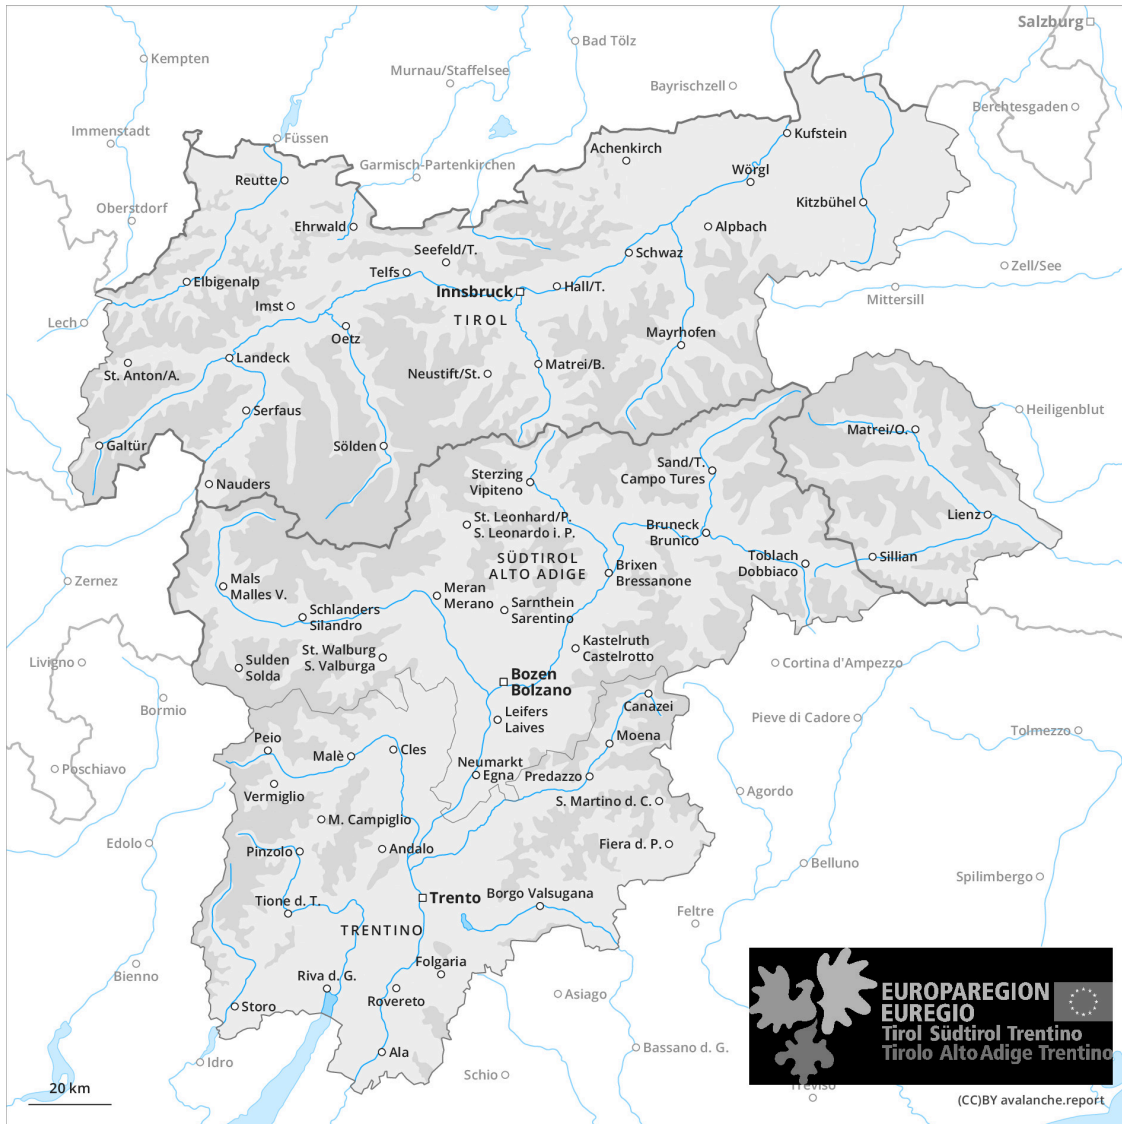 Salzburg
Bad Tölz
Kempten
Murnau/Staffelsee
Bayrischzell
Berchtesgaden
Immenstadt
Füssen
Kufstein
Achenkirch
Garmisch-Partenkirchen
Wörgl
Reutte
Kitzbühel
Oberstdorf
Ehrwald
Alpbach
Seefeld/T.
Schwaz
Telfs
Zell/See
Elbigenalp
Hall/T.
Innsbruck
Mittersill
Imst
TIROL
Lech
Oetz
Mayrhofen
Landeck
Matrei/B.
St. Anton/A.
Neustift/St.
Serfaus
Heiligenblut
Matrei/O.
Galtür
Sölden
Sand/T.
Campo Tures
Sterzing
Vipiteno
Nauders
St. Leonhard/P.
S. Leonardo i. P.
Bruneck
Brunico
Lienz
SÜDTIROL
ALTO ADIGE
Toblach
Dobbiaco
Sillian
Brixen
Bressanone
Zernez
Mals
Malles V.
Meran
Merano
Sarnthein
Sarentino
Schlanders
Silandro
Kastelruth
Castelrotto
St. Walburg
S. Valburga
Livigno
Sulden
Solda
Cortina d'Ampezzo
Bozen
Bolzano
Bormio
Canazei
Leifers
Laives
Pieve di Cadore
Tolmezzo
Peio
Moena
Cles
Malè
Neumarkt
Egna
Poschiavo
Predazzo
Vermiglio
Agordo
S. Martino d. C.
M. Campiglio
Edolo
Fiera d. P.
Pinzolo
Andalo
Belluno
Spilimbergo
Borgo Valsugana
Trento
Tione d. T.
Feltre
TRENTINO
Folgaria
Bienno
Riva d. G.
Rovereto
Asiago
Storo
EUROPAREGION
EUREGIO
Tirol Südtirol Trentino
Tirolo Alto Adige Trentino
Ala
Idro
Bassano d. G.
Schio
Treviso
20 km
(CC)BY avalanche.report